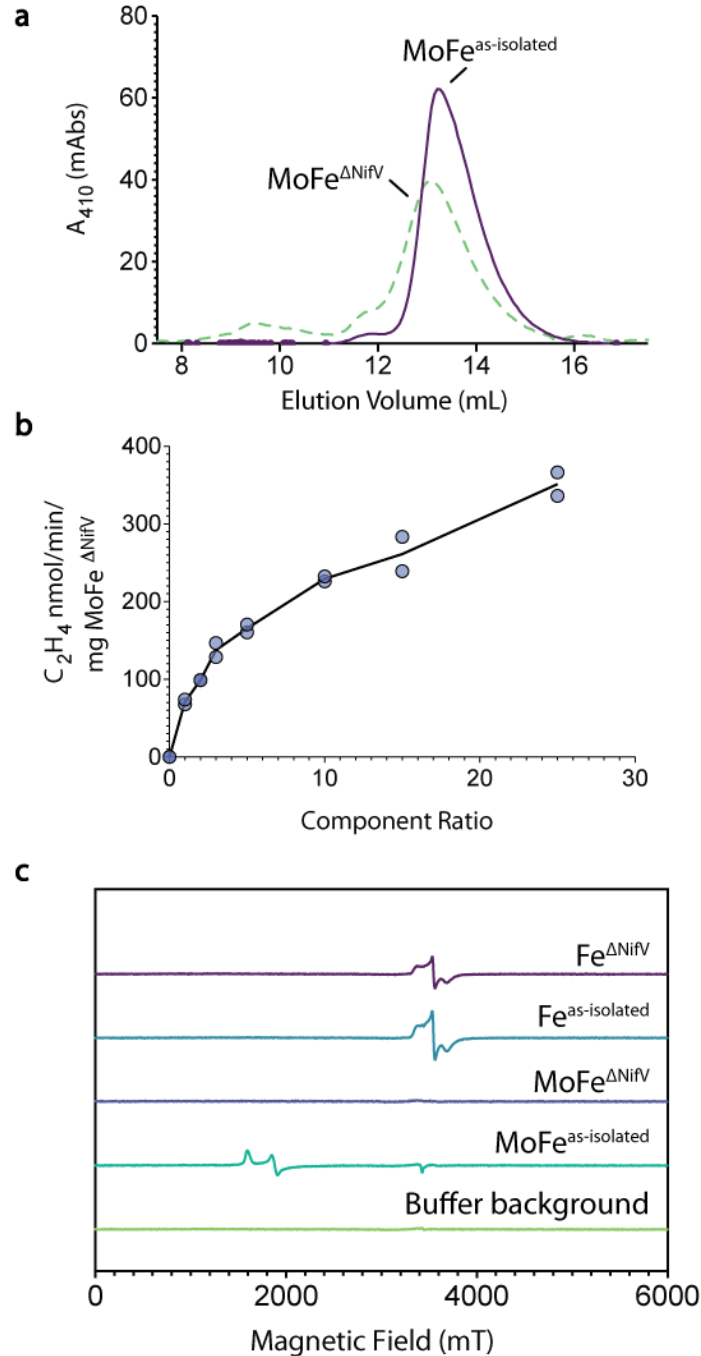 a
MoFe^as-isolated
MoFe^ΔNifV
A₄₁₀ (mAbs)
80
60
40
20
0
8 10 12 14 16
Elution Volume (mL)
b
C₂H₄ nmol/min/
mg MoFe ^ΔNifV
400
300
200
100
0
0 10 20 30
Component Ratio
c
Fe^ΔNifV
Fe^as-isolated
MoFe^ΔNifV
MoFe^as-isolated
Buffer background
0 2000 4000 6000
Magnetic Field (mT)